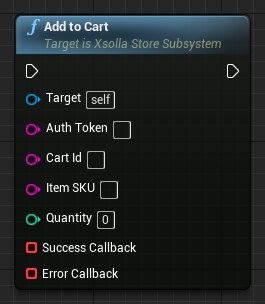 f Add to Cart
Target is Xsolla Store Subsystem
Target self
Auth Token
Cart Id
Item SKU
Quantity 0
Success Callback
Error Callback